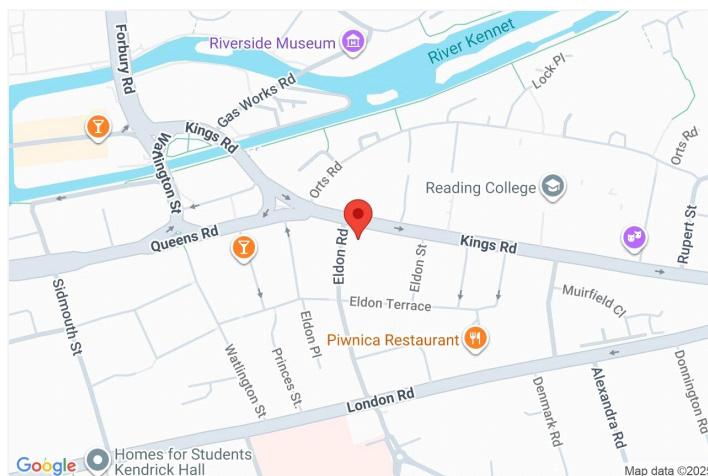 Forbury Rd
Riverside Museum
River Kennet
Gas Works Rd
Lock Pl
Kings Rd
Watlington St
Orts Rd
Orts Rd
Reading College
Rupert St
Queens Rd
Eldon Rd
Kings Rd
Eldon St
Sidmouth St
Eldon Terrace
Muirfield Cl
Eldon Pl
Piwnica Restaurant
Watlington St
Princes St
London Rd
Denmark Rd
Alexandra Rd
Donnington Rd
Homes for Students
Kendrick Hall
Google
Map data ©2025